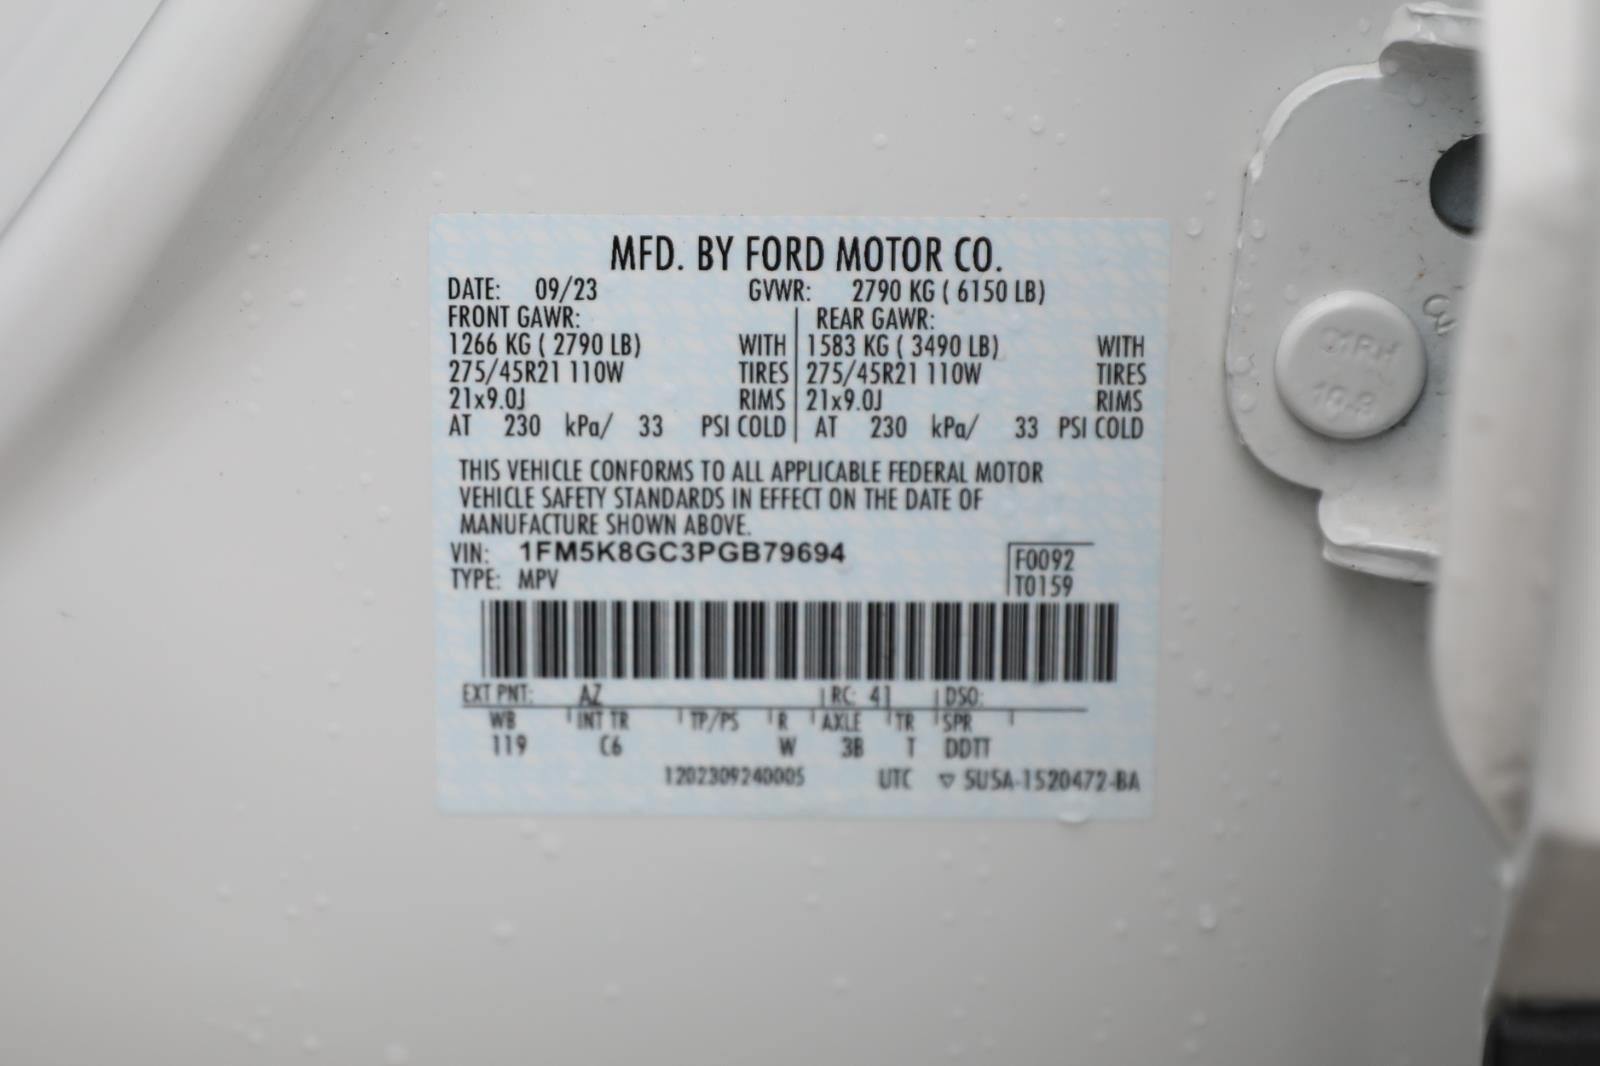 MFD. BY FORD MOTOR CO.
DATE: 09/23 GVWR: 2790 KG ( 6150 LB)
FRONT GAWR: REAR GAWR:
1266 KG ( 2790 LB) WITH 1583 KG ( 3490 LB) WITH
275/45R21 110W TIRES 275/45R21 110W TIRES
21x9.0J RIMS 21x9.0J RIMS
AT 230 kPa/ 33 PSI COLD AT 230 kPa/ 33 PSI COLD
THIS VEHICLE CONFORMS TO ALL APPLICABLE FEDERAL MOTOR
VEHICLE SAFETY STANDARDS IN EFFECT ON THE DATE OF
MANUFACTURE SHOWN ABOVE.
VIN: 1FM5K8GC3PGB79694
F0092
TYPE: MPV
T0159
EXT PNT: AZ RC: 41 DSO:
WB INT TR TP/PS R AXLE TR SPR
119 C6 W 3B T DDTT
1202309240005 UTC ▽ 5U5A-1520472-BA